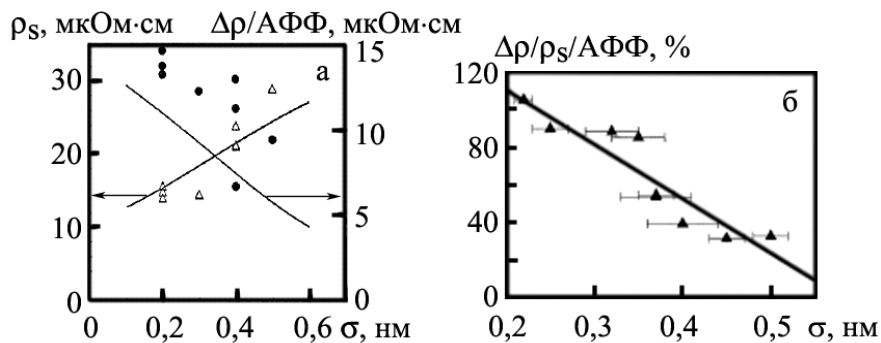 ρs, мкОм·см Δρ/АФФ, мкОм·см
30
20
10
0
15
10
5
0
а
0 0,2 0,4 0,6 σ, нм
Δρ/ρs/АФФ, %
120
80
40
0
б
0,2 0,3 0,4 0,5 σ, нм